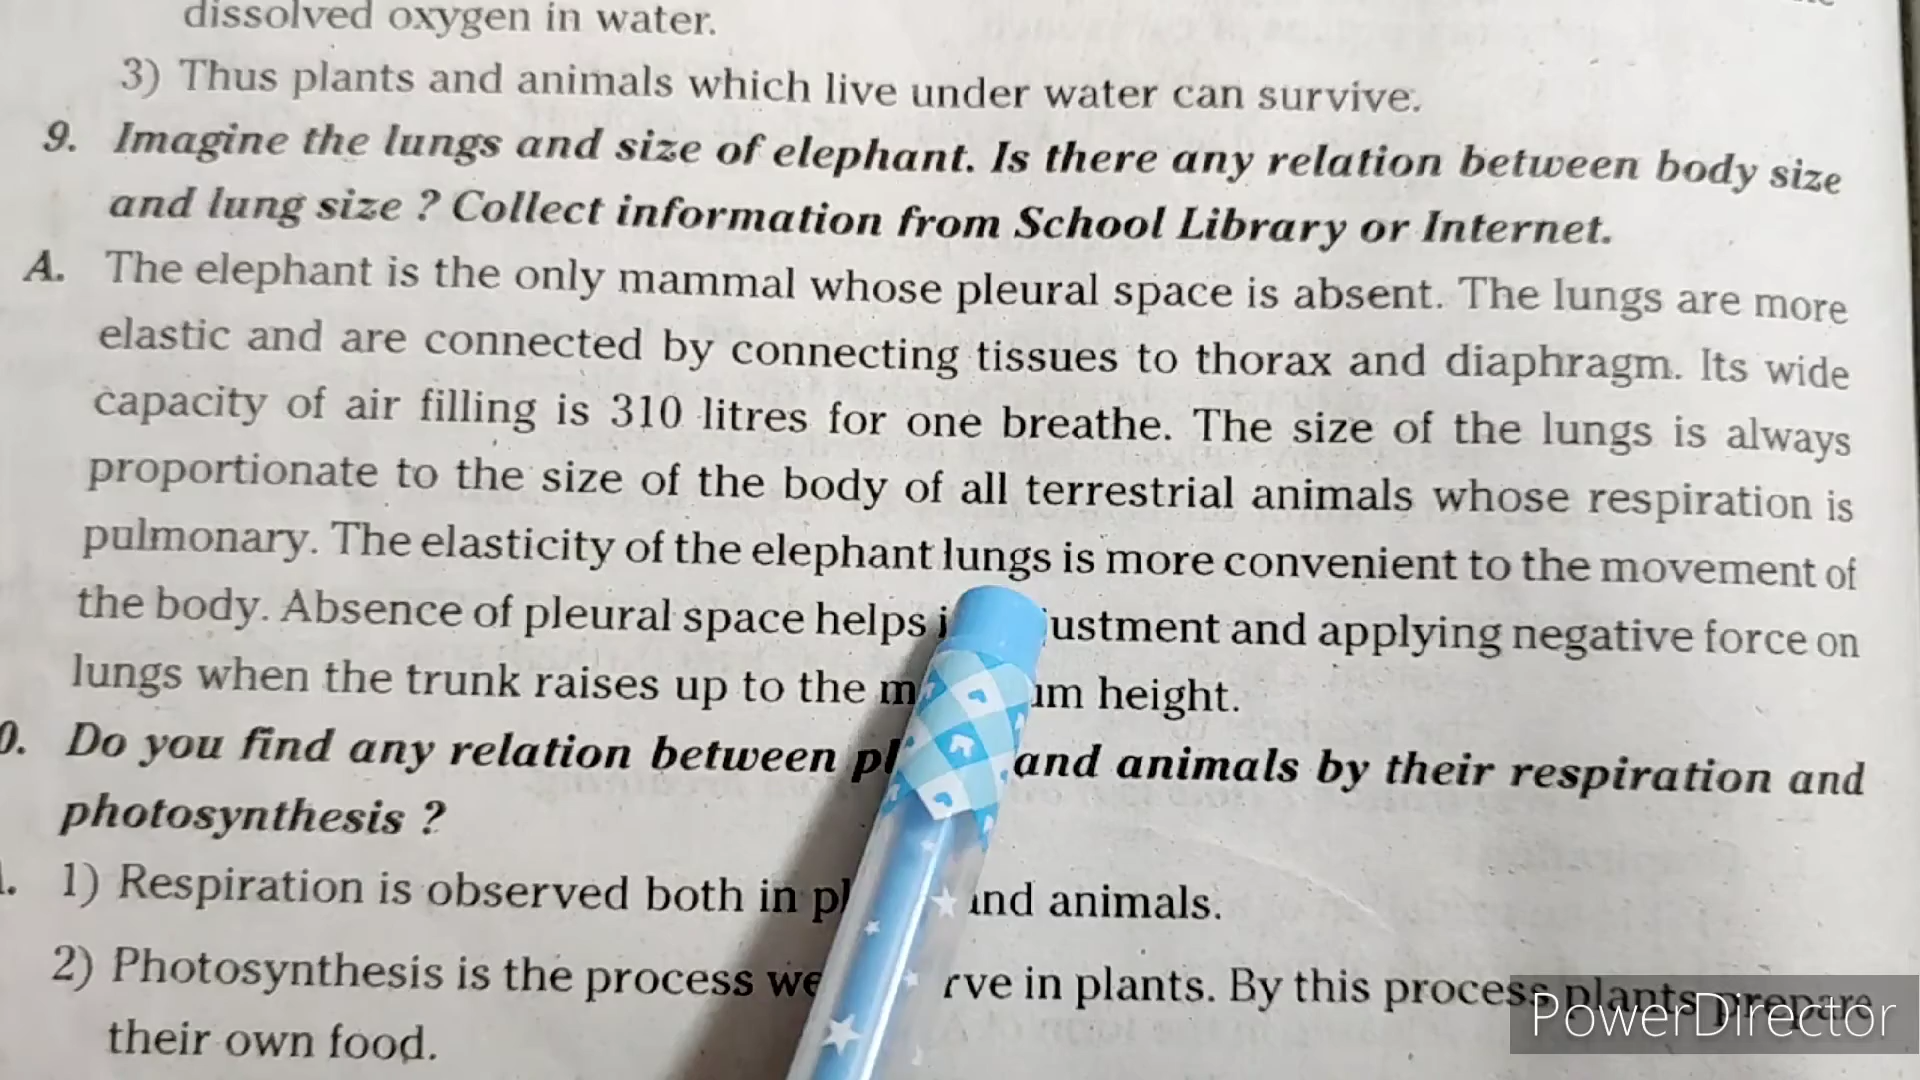 dissolved oxygen in water.
3) Thus plants and animals which live under water can survive.
9. Imagine the lungs and size of elephant. Is there any relation between body size
and lung size ? Collect information from School Library or Internet.
A. The elephant is the only mammal whose pleural space is absent. The lungs are more
elastic and are connected by connecting tissues to thorax and diaphragm. Its wide
capacity of air filling is 310 litres for one breathe. The size of the lungs is always
proportionate to the size of the body of all terrestrial animals whose respiration is
pulmonary. The elasticity of the elephant lungs is more convenient to the movement of
the body. Absence of pleural space helps and applying negative force on
lungs when the trunk raises up to the height.
0. Do you find any relation between and animals by their respiration and
photosynthesis ?
1) Respiration is observed both in and animals.
2) Photosynthesis is the process we in plants. By this process plants prepare
their own food.
PowerDirector